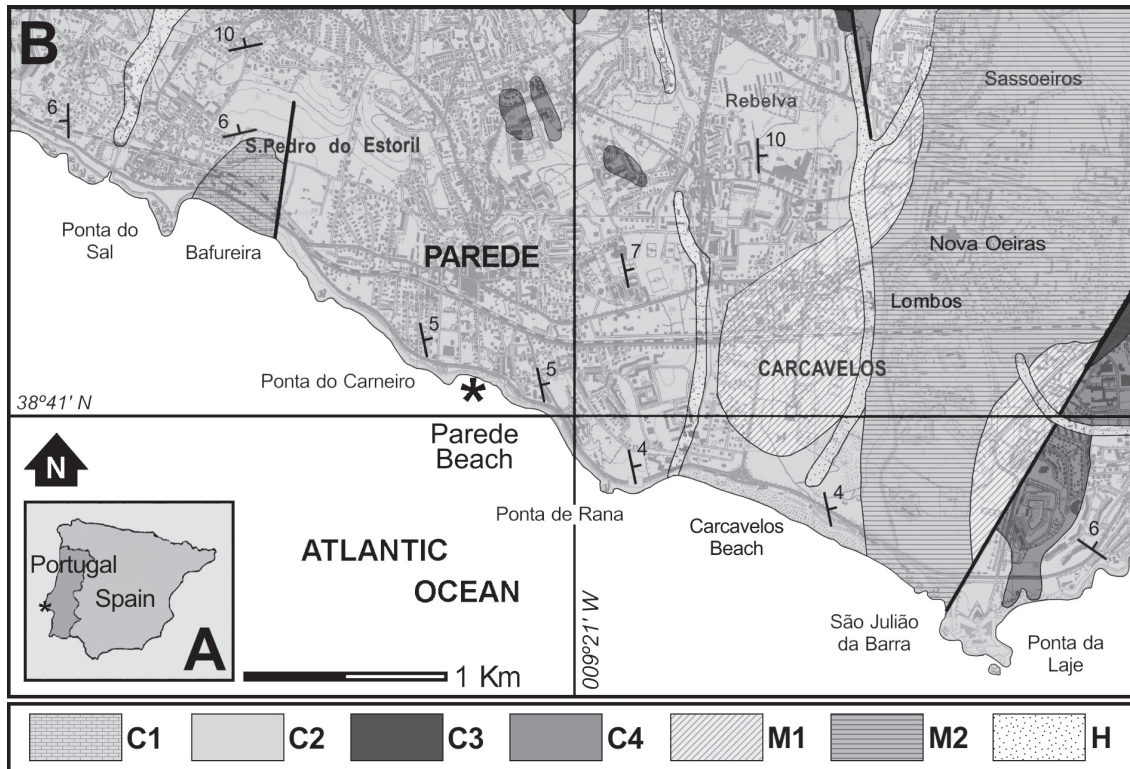 B
10
6
6
S.Pedro do Estoril
Ponta do
Sal
Bafureira
PAREDE
Rebelva
10
Sassoeiros
7
Nova Oeiras
Lombos
5
5
CARCAVELOS
Ponta do Carneiro
*
38º41' N
Parede
Beach
N
4
4
6
Ponta de Rana
Carcavelos
Beach
ATLANTIC
OCEAN
009º21' W
São Julião
da Barra
Ponta da
Laje
Portugal
Spain
*
A
1 Km
C1
C2
C3
C4
M1
M2
H